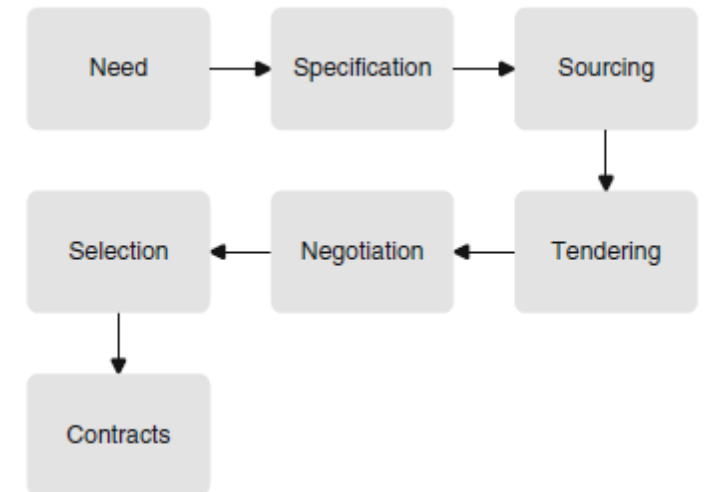 Need
Specification
Sourcing
Tendering
Negotiation
Selection
Contracts